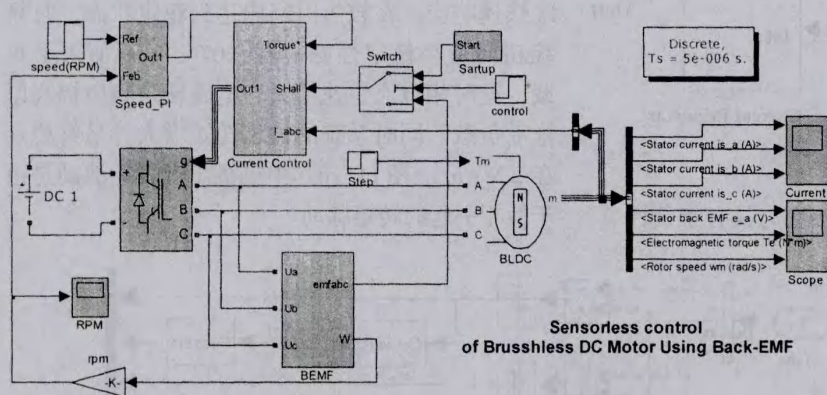 Ref
speed(RPM)
Feb
Out1
Speed_PI
Torque*
Out1
SHall
I_abc
Current Control
Switch
Start
Sartup
control
Discrete,
Ts = 5e-006 s.
DC 1
+
-
g
A
B
C
Step
Tm
A
B
C
N
S
m
BLDC
<Stator current is_a (A)>
<Stator current is_b (A)>
<Stator current is_c (A)>
<Stator back EMF e_a (V)>
<Electromagnetic torque Te (N*m)>
<Rotor speed wm (rad/s)>
Current
Scope
RPM
rpm
-K-
Ua
Ub
Uc
emfabc
W
BEMF
Sensorless control
of Brusshless DC Motor Using Back-EMF